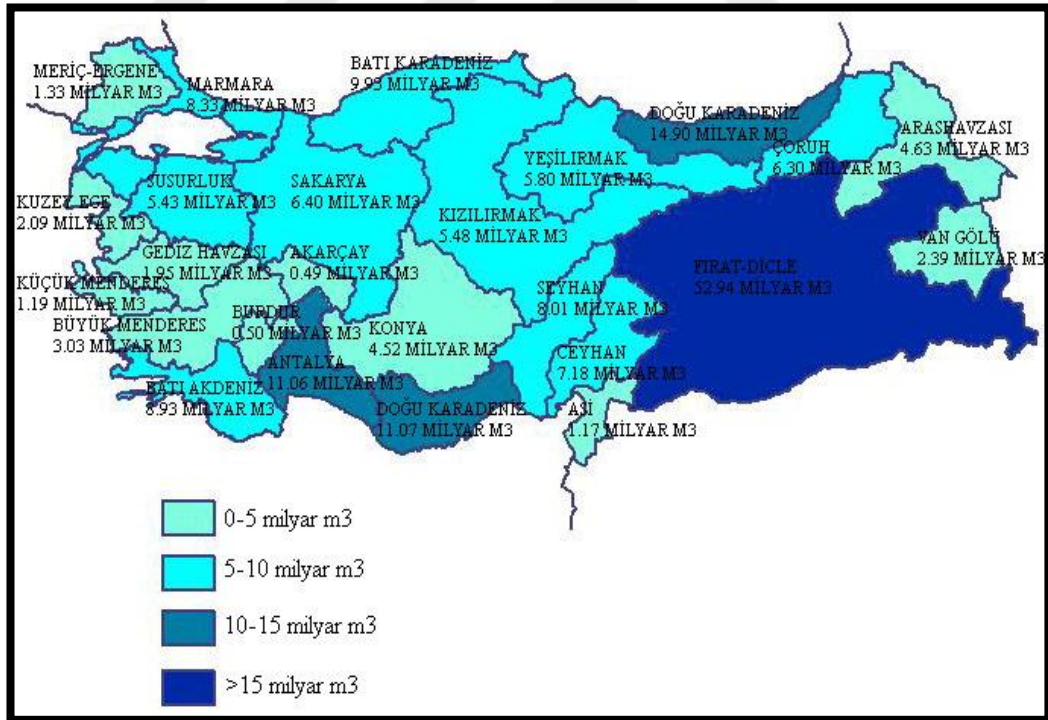 MERİÇ-ERGENE
1.33 MİLYAR M3
MARMARA
8.33 MİLYAR M3
BATI KARADENİZ
9.93 MİLYAR M3
DOĞU KARADENİZ
14.90 MİLYAR M3
ÇORUH
6.30 MİLYAR M3
ARASHAVZASI
4.63 MİLYAR M3
YEŞİLIRMAK
5.80 MİLYAR M3
SUSURLUK
5.43 MİLYAR M3
SAKARYA
6.40 MİLYAR M3
KUZEY EGE
2.09 MİLYAR M3
KIZILIRMAK
5.48 MİLYAR M3
VAN GÖLÜ
2.39 MİLYAR M3
GEDİZ HAVZASI
1.95 MİLYAR M3
AKARÇAY
0.49 MİLYAR M3
FIRAT-DİCLE
52.94 MİLYAR M3
KÜÇÜK MENDERES
1.19 MİLYAR M3
SEYHAN
8.01 MİLYAR M3
BÜYÜK MENDERES
3.03 MİLYAR M3
BURDUR
0.50 MİLYAR M3
KONYA
4.52 MİLYAR M3
ANTALYA
11.06 MİLYAR M3
CEYHAN
7.18 MİLYAR M3
BATI AKDENİZ
8.93 MİLYAR M3
DOĞU KARADENİZ
11.07 MİLYAR M3
ASİ
1.17 MİLYAR M3
0-5 milyar m3
5-10 milyar m3
10-15 milyar m3
>15 milyar m3